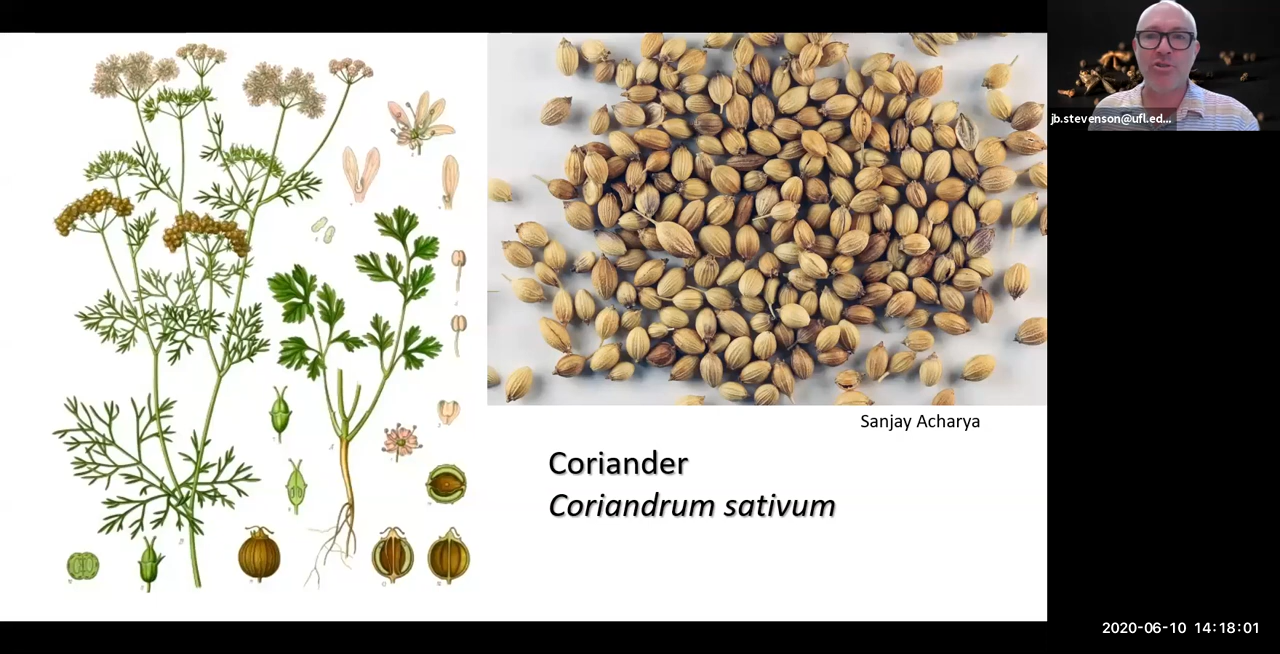 jb.stevenson@ufl.ed...
Sanjay Acharya
Coriander
Coriandrum sativum
2020-06-10 14:18:01